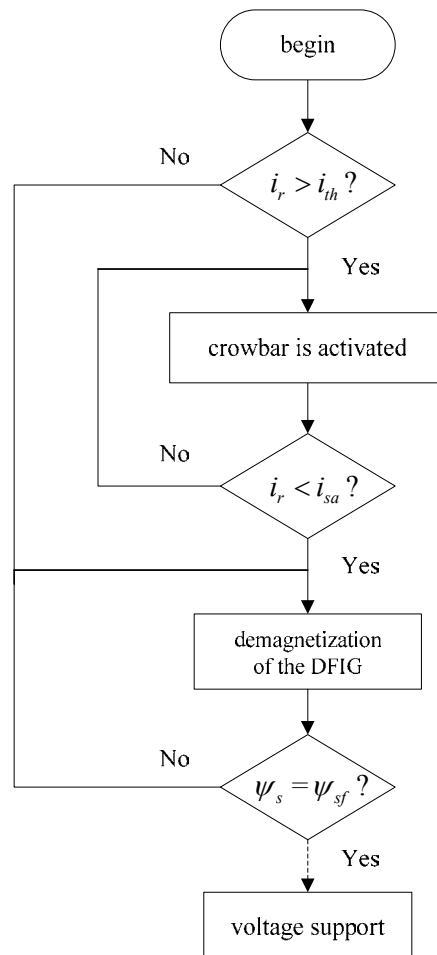 begin
No
i_r > i_th ?
Yes
crowbar is activated
No
i_r < i_sa ?
Yes
demagnetization
of the DFIG
No
ψ_s = ψ_sf ?
Yes
voltage support